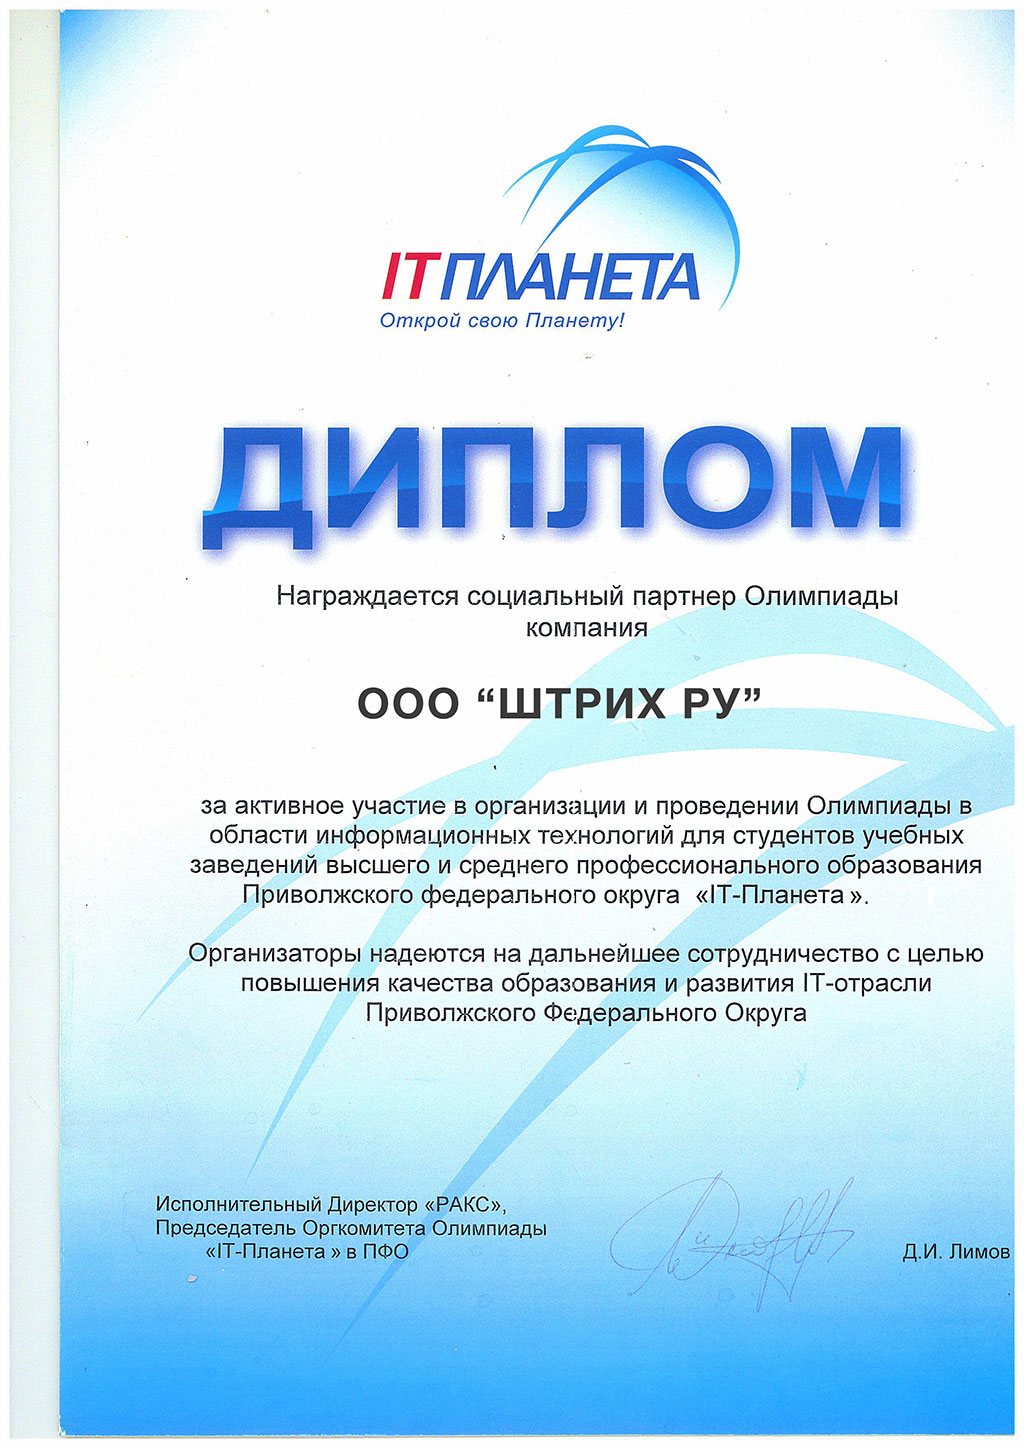 IT ПЛАНЕТА
Открой свою Планету!
ДИПЛОМ
Награждается социальный партнер Олимпиады
компания
ООО “ШТРИХ РУ”
за активное участие в организации и проведении Олимпиады в
области информационных технологий для студентов учебных
заведений высшего и среднего профессионального образования
Приволжского федерального округа «IT-Планета».
Организаторы надеются на дальнейшее сотрудничество с целью
повышения качества образования и развития IT-отрасли
Приволжского Федерального Округа
Исполнительный Директор «РАКС»,
Председатель Оргкомитета Олимпиады
«IT-Планета» в ПФО
Д.И. Лимов